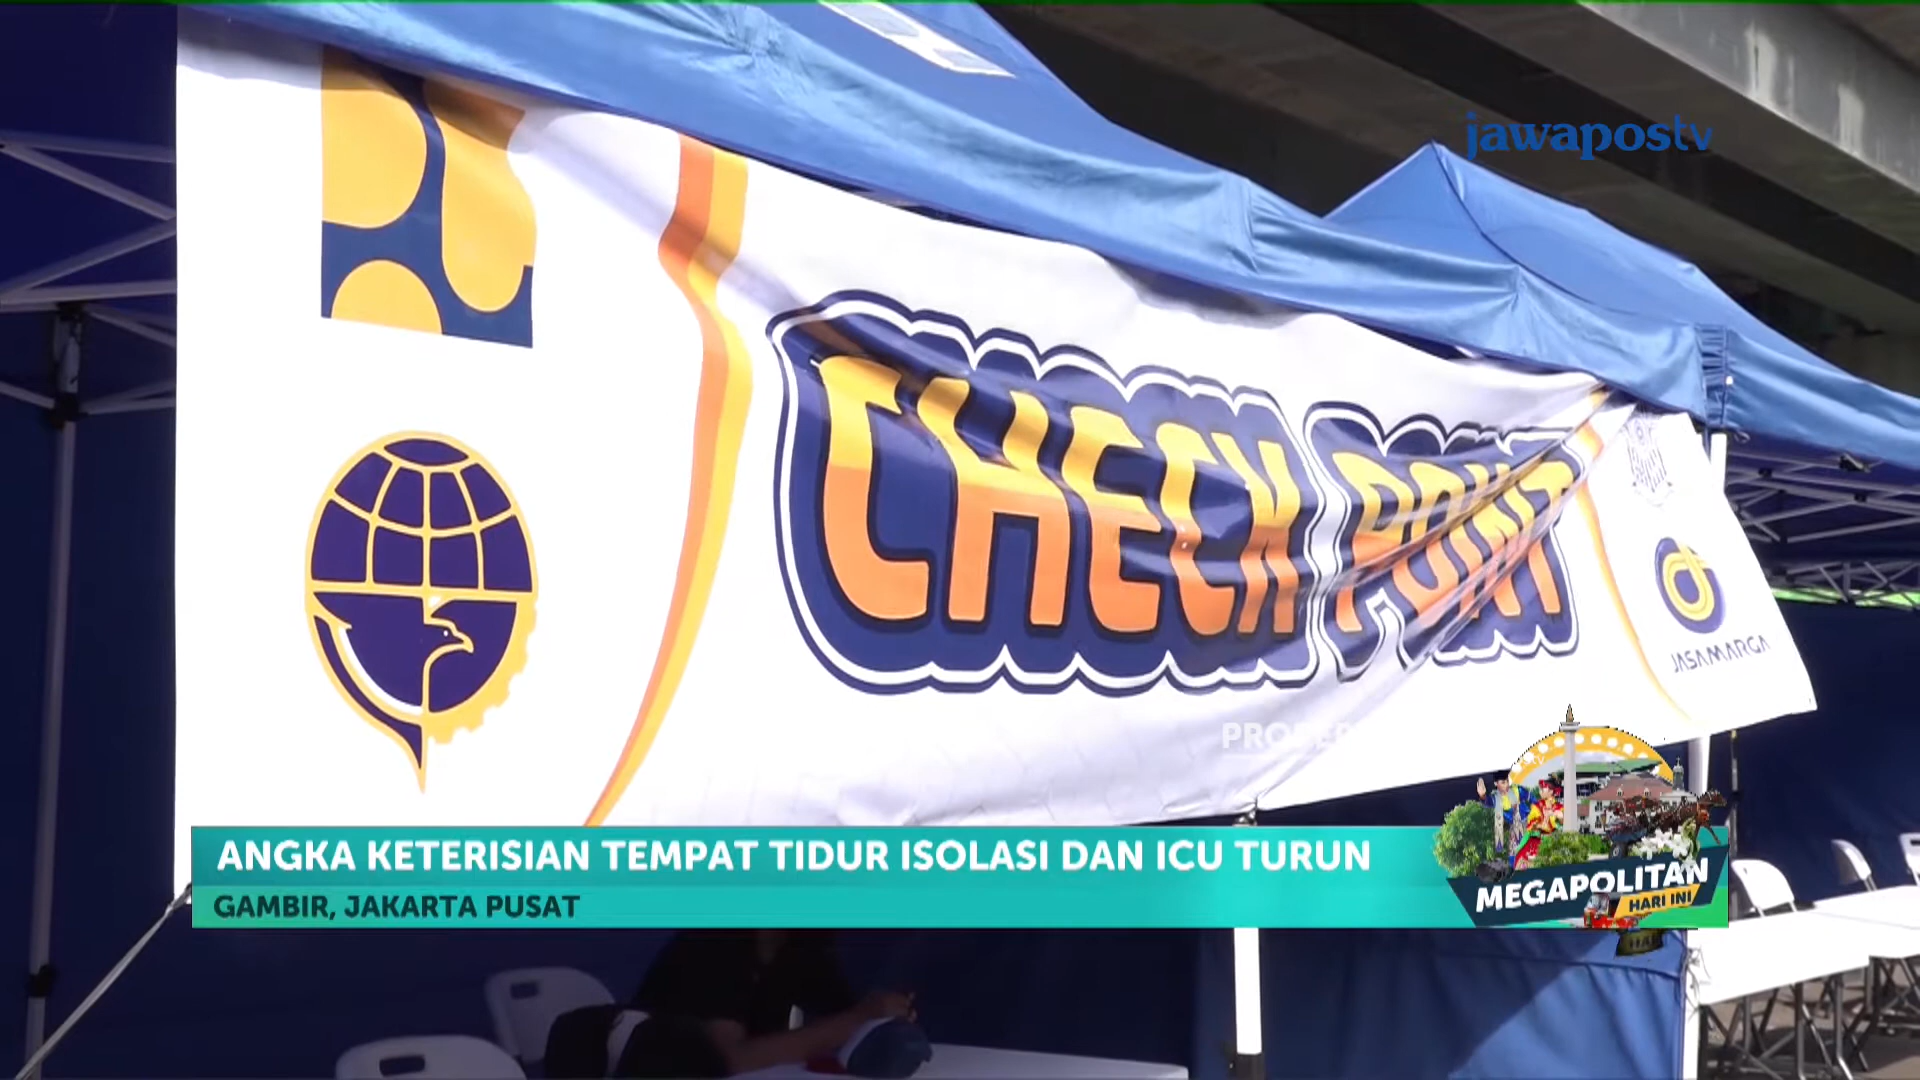 jawapostv
CHECK POINT
JASAMARGA
ANGKA KETERISIAN TEMPAT TIDUR ISOLASI DAN ICU TURUN
GAMBIR, JAKARTA PUSAT
MEGAPOLITAN
HARI INI